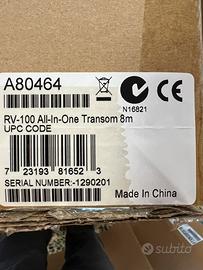 A80464
N16821
RV-100 All-In-One Transom 8m
UPC CODE
7 23193 81652 3
SERIAL NUMBER:-1290201
Made In China
subito